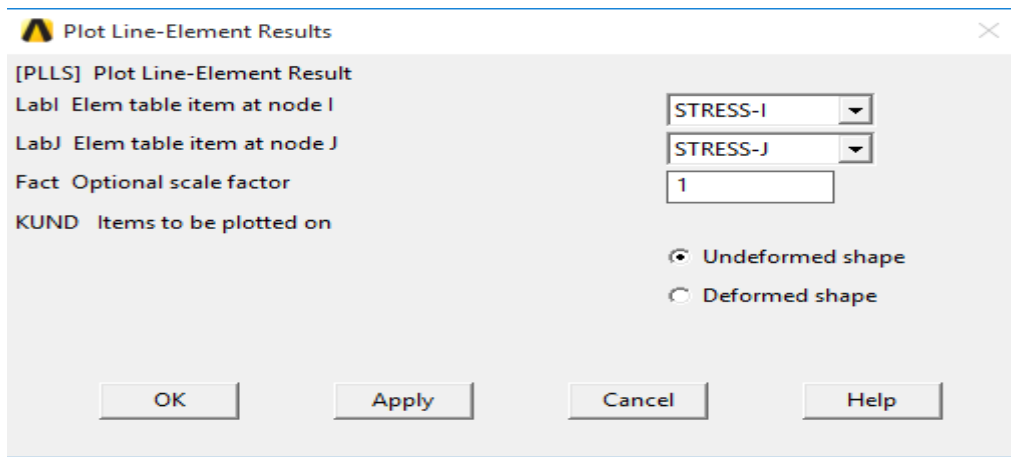 Plot Line-Element Results
[PLLS] Plot Line-Element Result
LabI Elem table item at node I
STRESS-I
LabJ Elem table item at node J
STRESS-J
Fact Optional scale factor
1
KUND Items to be plotted on
Undeformed shape
Deformed shape
OK Apply Cancel Help